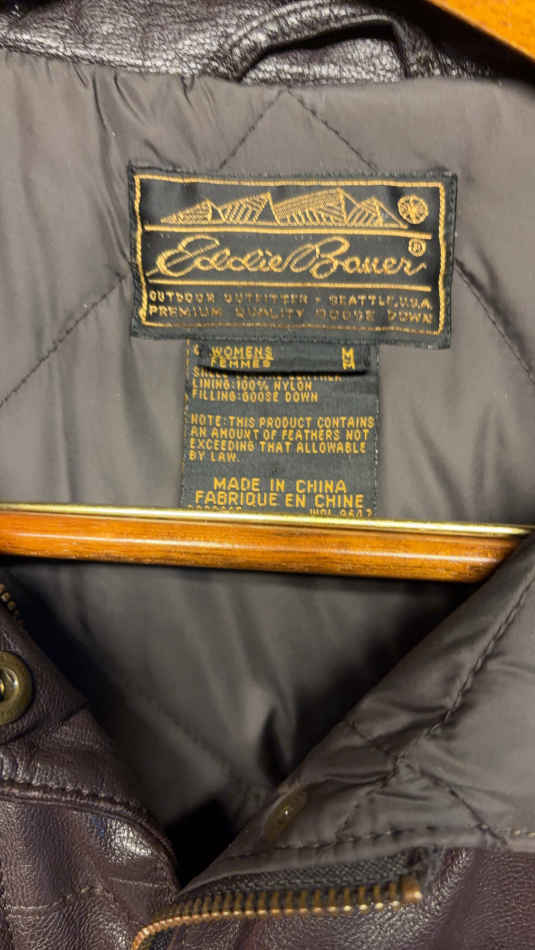 Eddie Bauer ®
OUTDOOR OUTFITTER · SEATTLE, U.S.A.
PREMIUM QUALITY GOOSE DOWN
WOMENS M
FEMMES M
LINING:100% NYLON
FILLING:GOOSE DOWN
NOTE:THIS PRODUCT CONTAINS
AN AMOUNT OF FEATHERS NOT
EXCEEDING THAT ALLOWABLE
BY LAW.
MADE IN CHINA
FABRIQUE EN CHINE